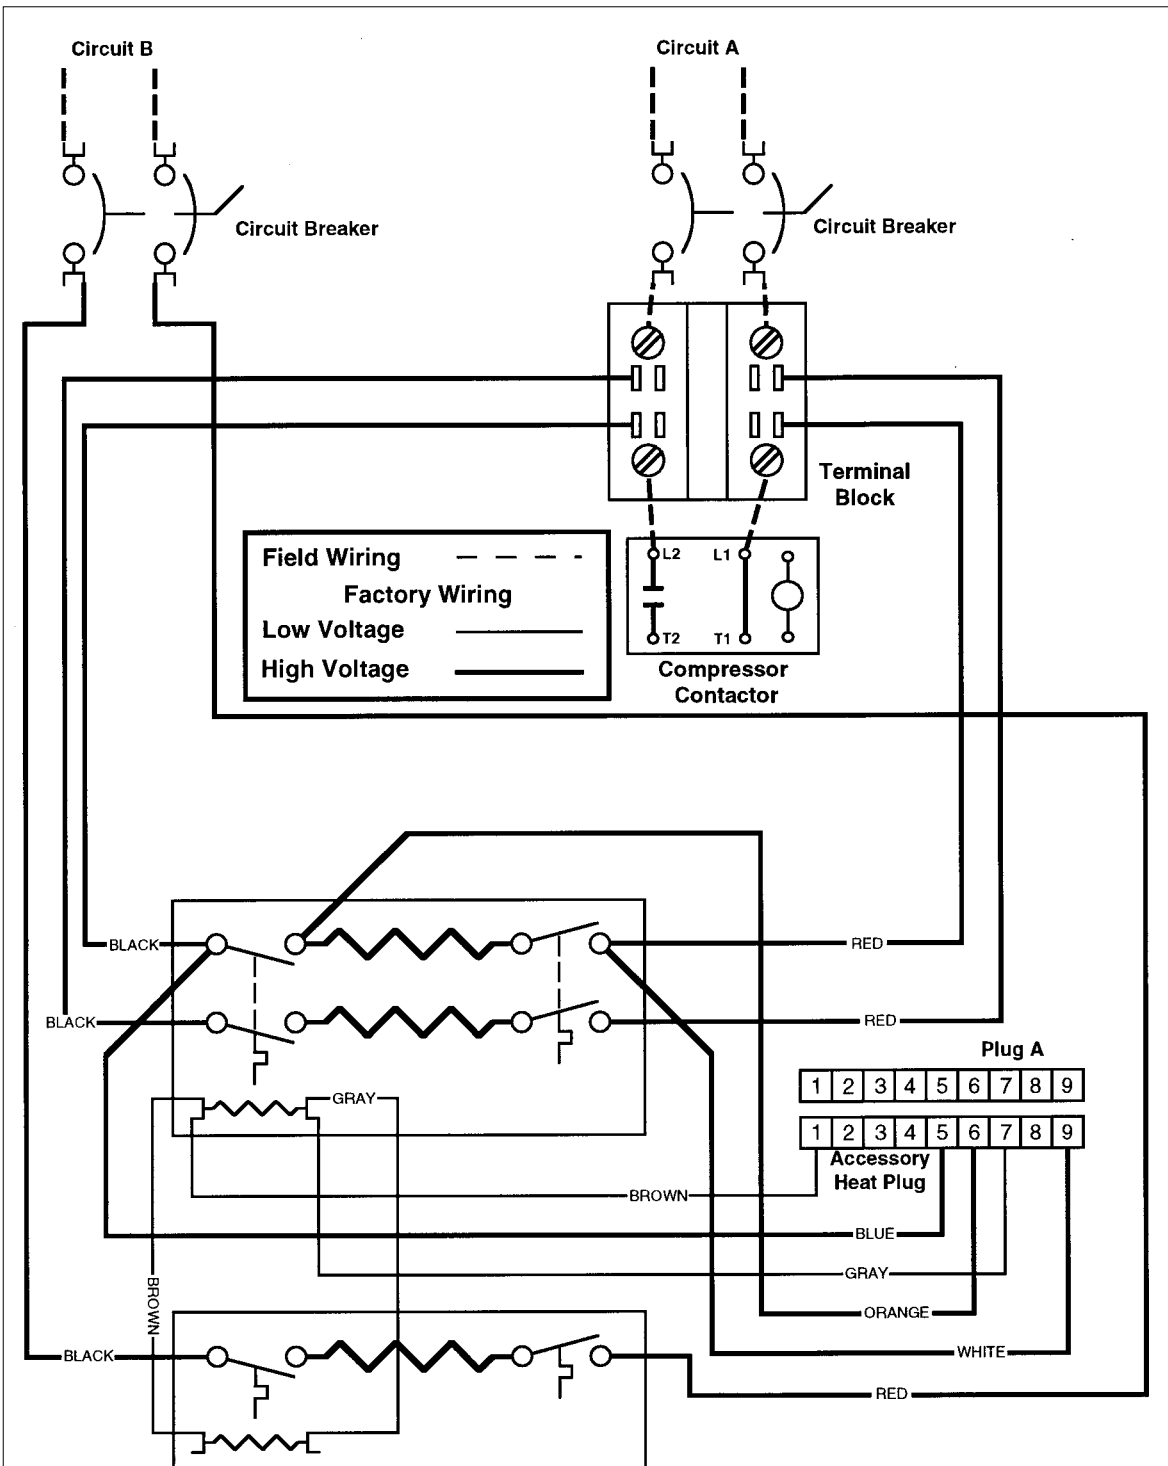 Circuit B
Circuit A
Circuit Breaker
Circuit Breaker
Terminal
Block
Field Wiring
Factory Wiring
Low Voltage
High Voltage
L2
L1
T2
T1
Compressor
Contactor
BLACK
RED
BLACK
RED
Plug A
1 2 3 4 5 6 7 8 9
1 2 3 4 5 6 7 8 9
Accessory
Heat Plug
GRAY
BROWN
BLUE
GRAY
BROWN
ORANGE
WHITE
BLACK
RED